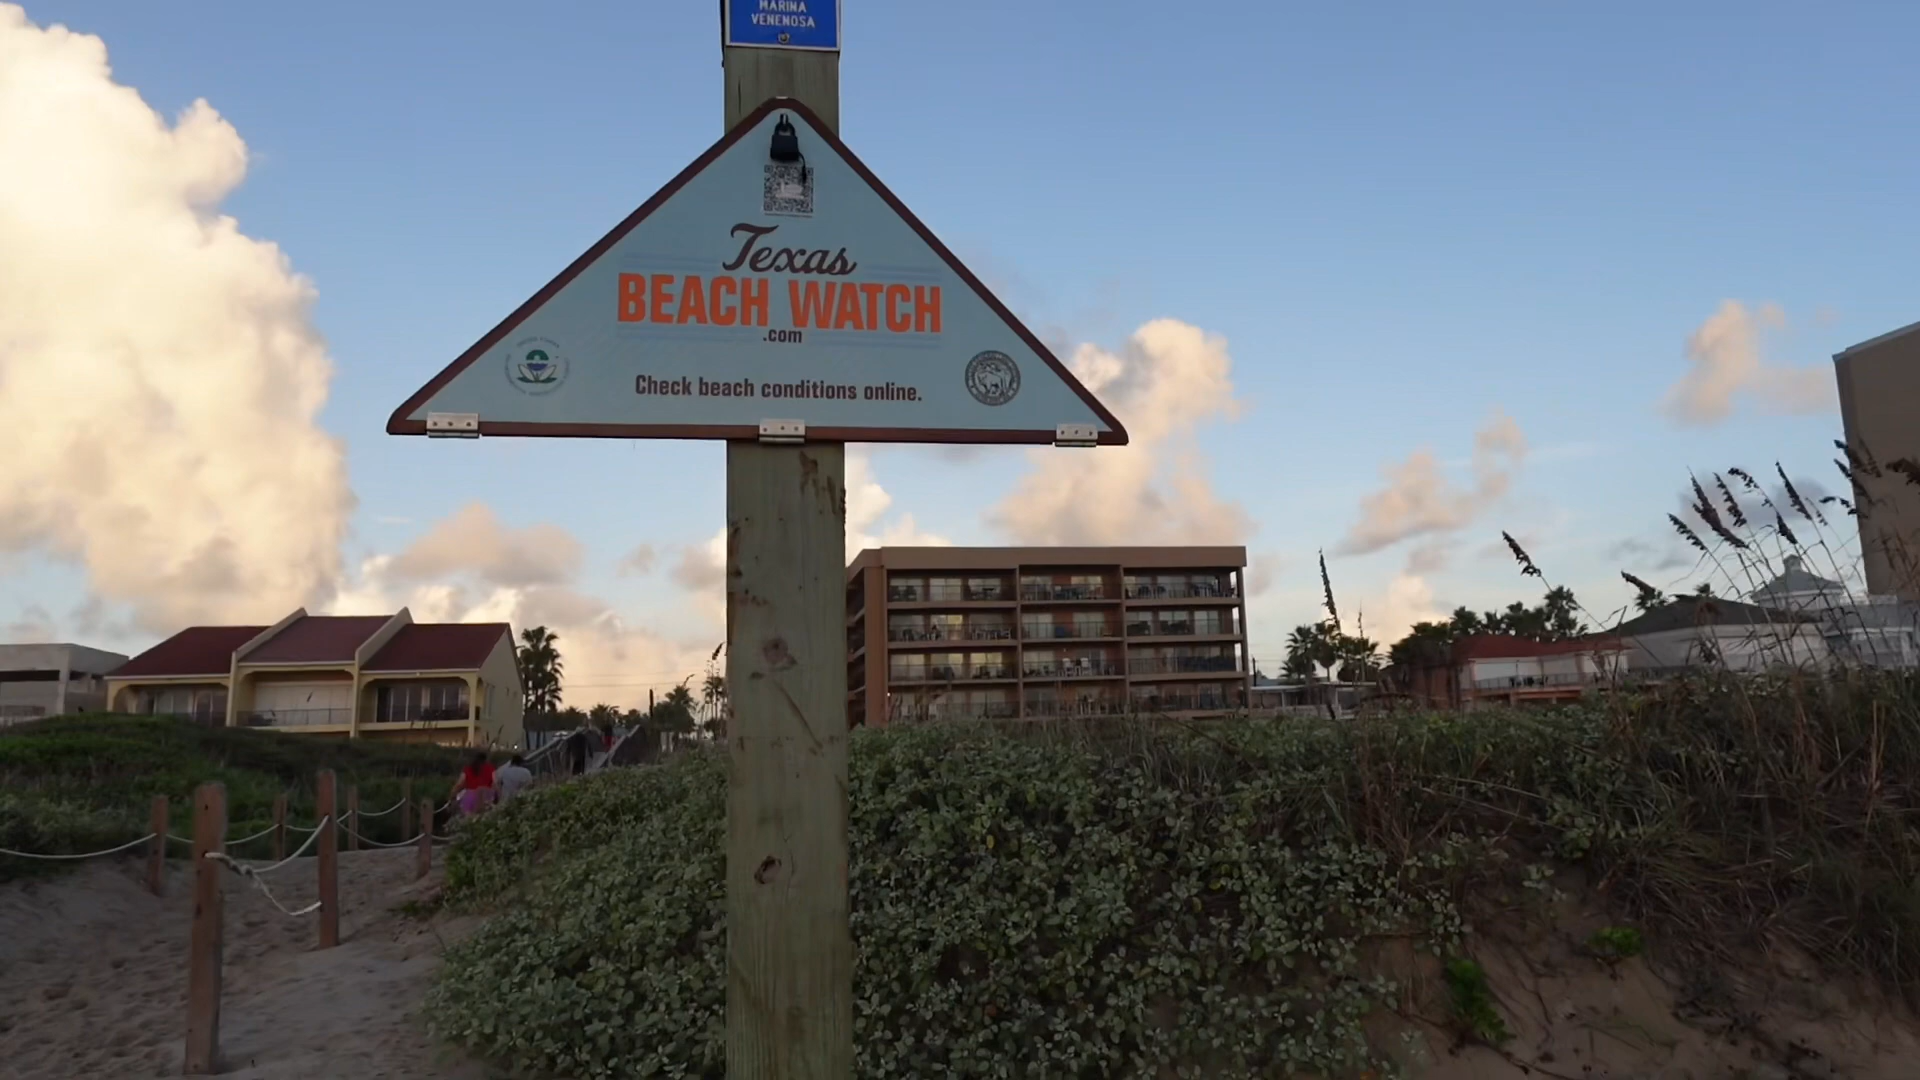 MARINA
VENENOSA
Texas
BEACH WATCH
.com
Check beach conditions online.